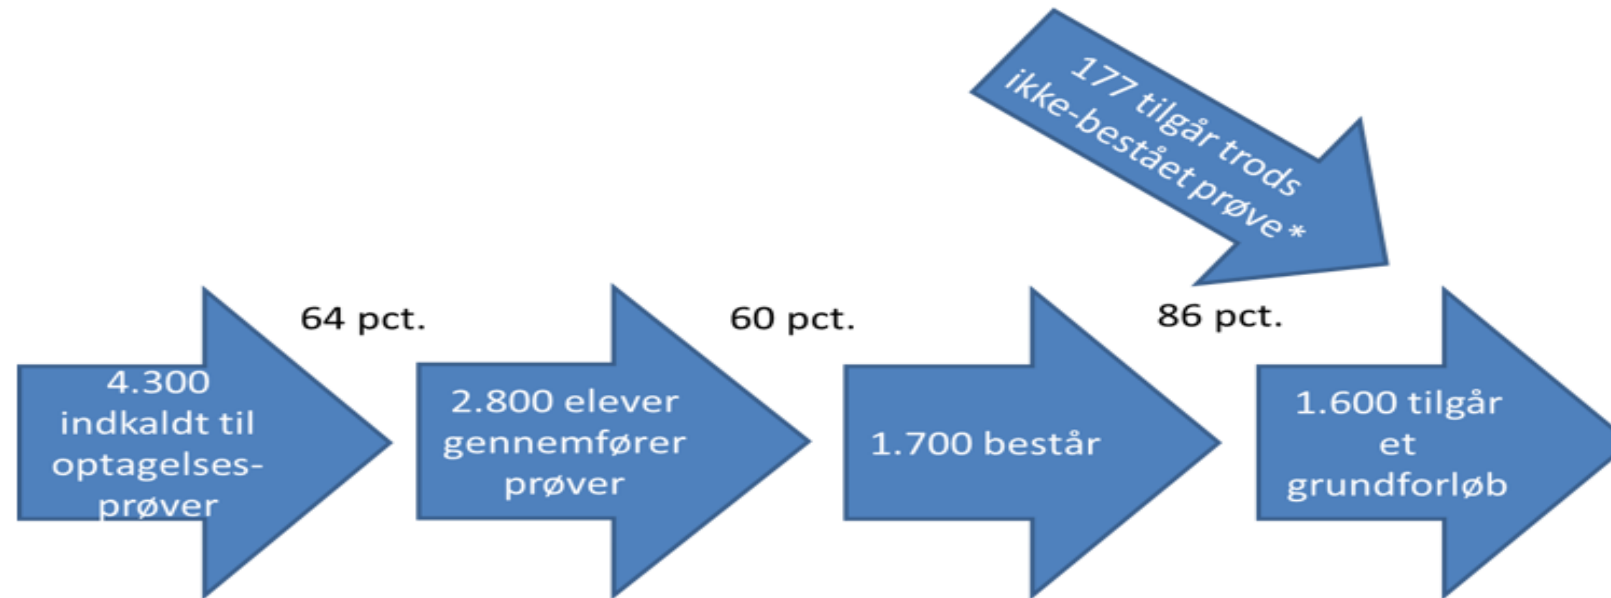 177 tilgår trods
ikke-bestået prøve *
64 pct.
60 pct.
86 pct.
4.300
indkaldt til
optagelses-
prøver
2.800 elever
gennemfører
prøver
1.700 består
1.600 tilgår
et
grundforløb